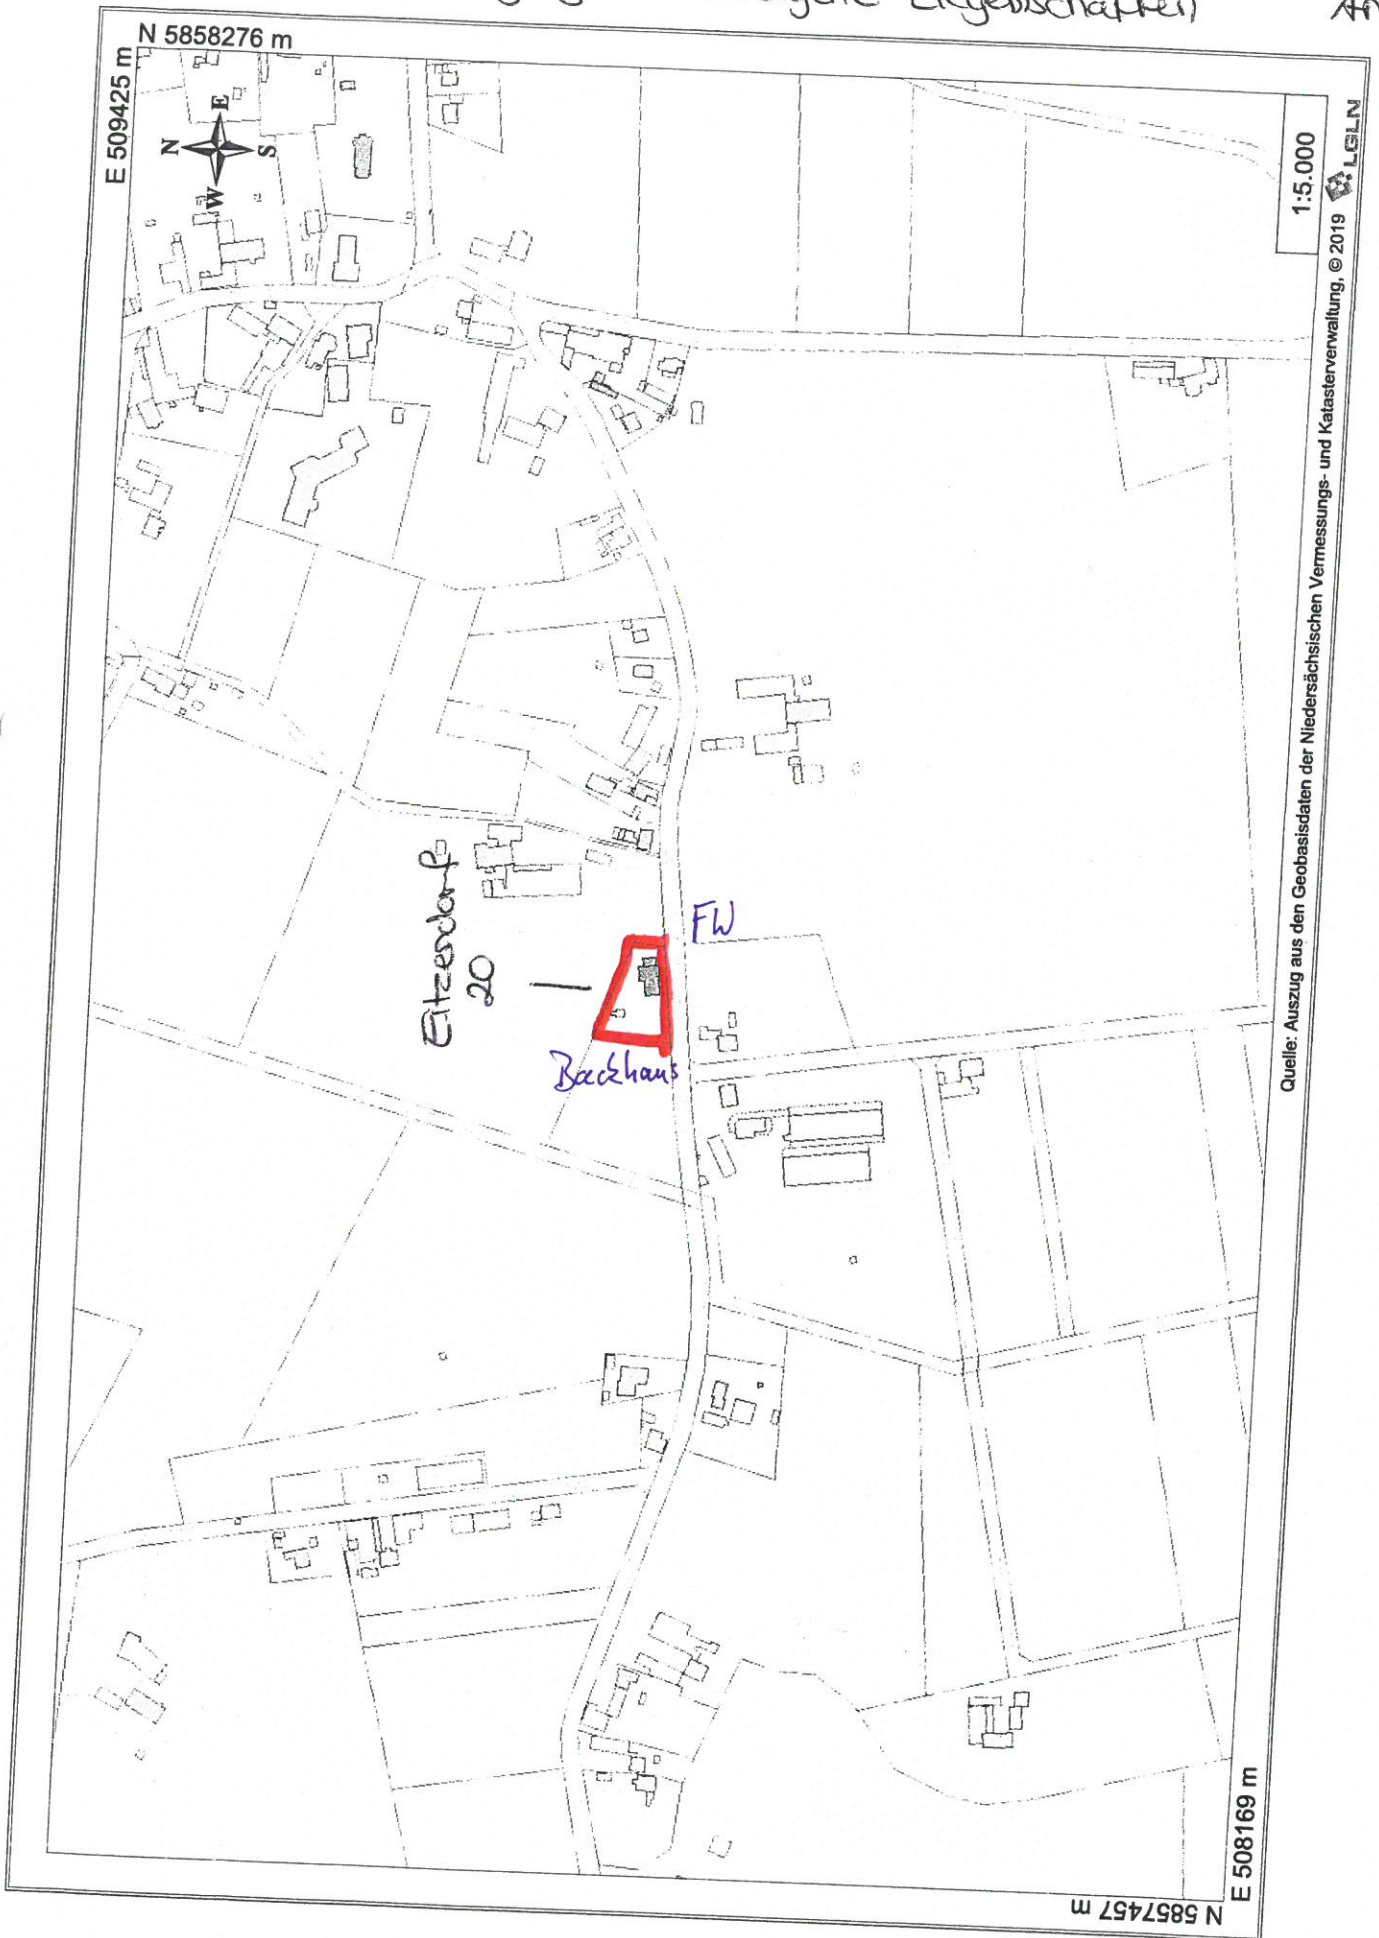 Liegenschaften
N 5858276 m
E 509425 m
N
E
S
W
1:5.000
LGLN
Eitzendorf
20
FW
Backhaus
Quelle: Auszug aus den Geobasisdaten der Niedersächsischen Vermessungs- und Katasterverwaltung, © 2019
E 508169 m
N 5857457 m